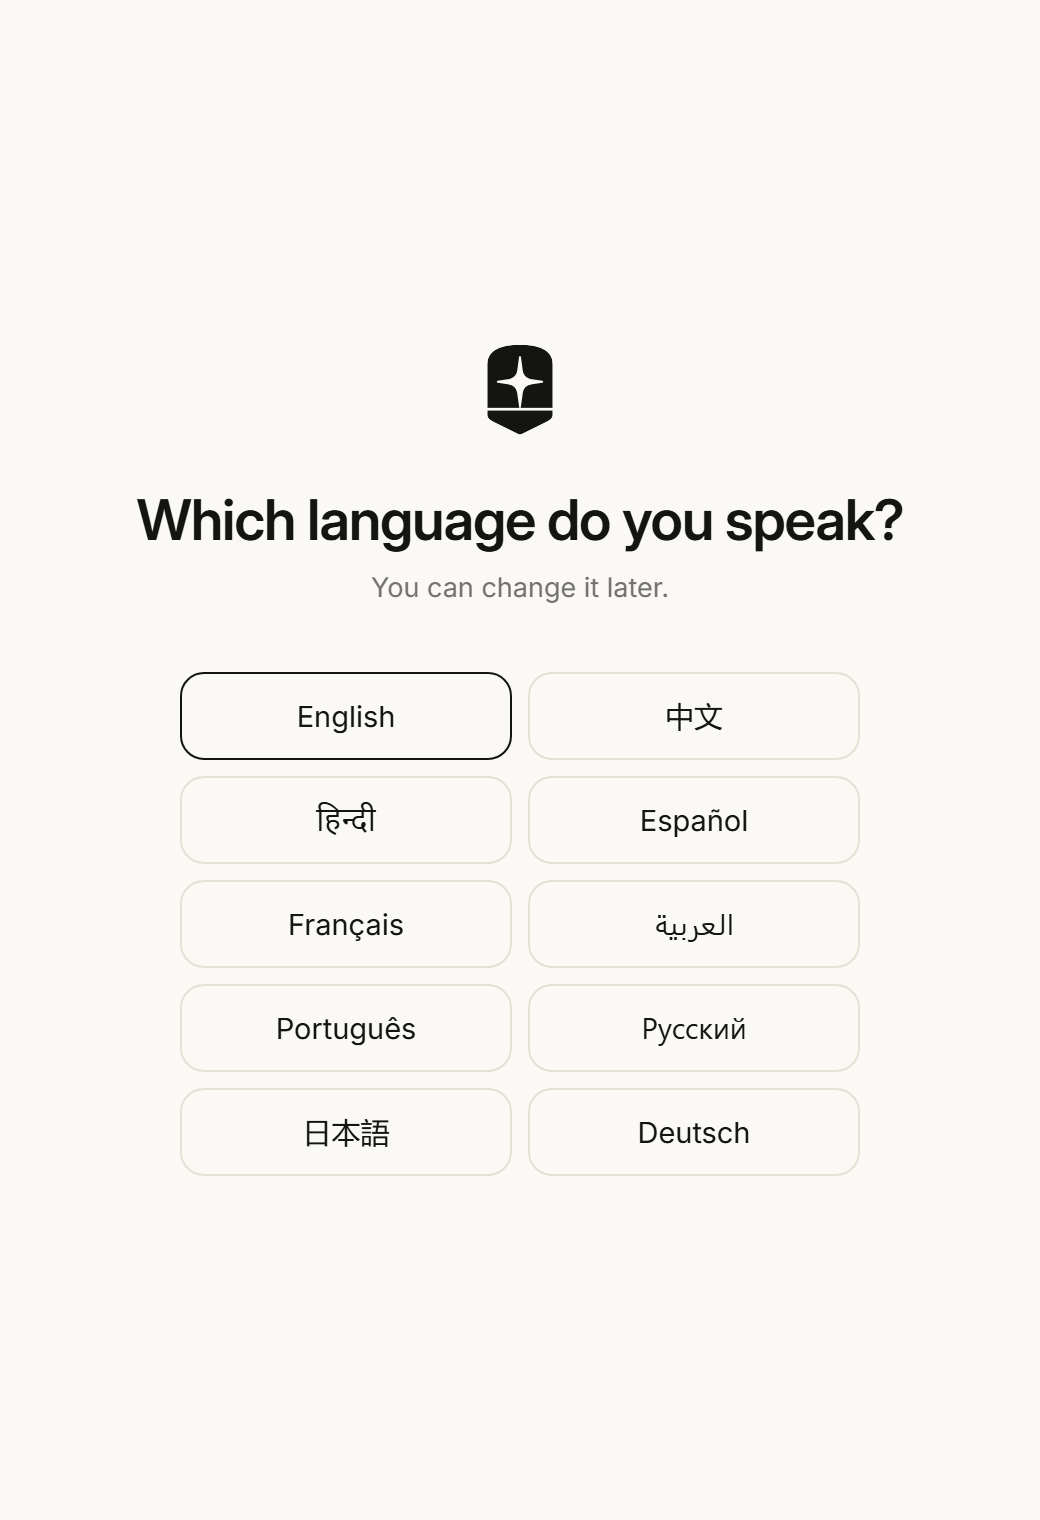 Which language do you speak?
You can change it later.
English
中文
हिन्दी
Español
Français
العربية
Português
Русский
日本語
Deutsch